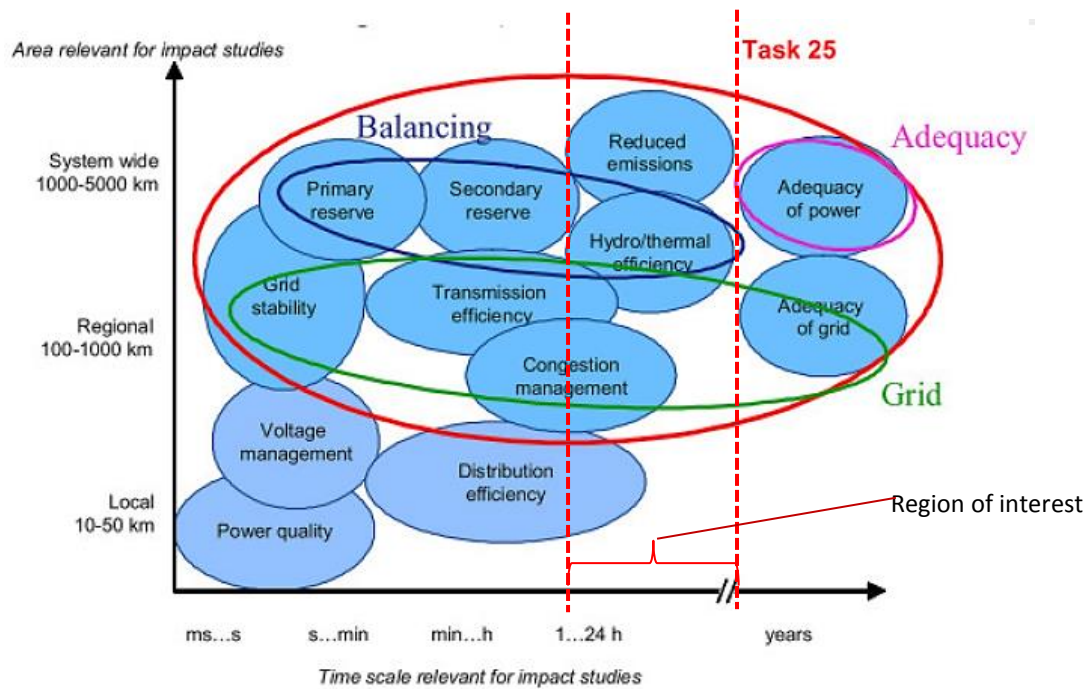 Area relevant for impact studies
Task 25
Balancing
Reduced
emissions
Adequacy
System wide
1000-5000 km
Primary
reserve
Secondary
reserve
Adequacy
of power
Hydro/thermal
efficiency
Grid
stability
Transmission
efficiency
Adequacy
of grid
Regional
100-1000 km
Congestion
management
Grid
Voltage
management
Distribution
efficiency
Local
10-50 km
Power quality
Region of interest
ms...s
s...min
min...h
1...24 h
years
Time scale relevant for impact studies